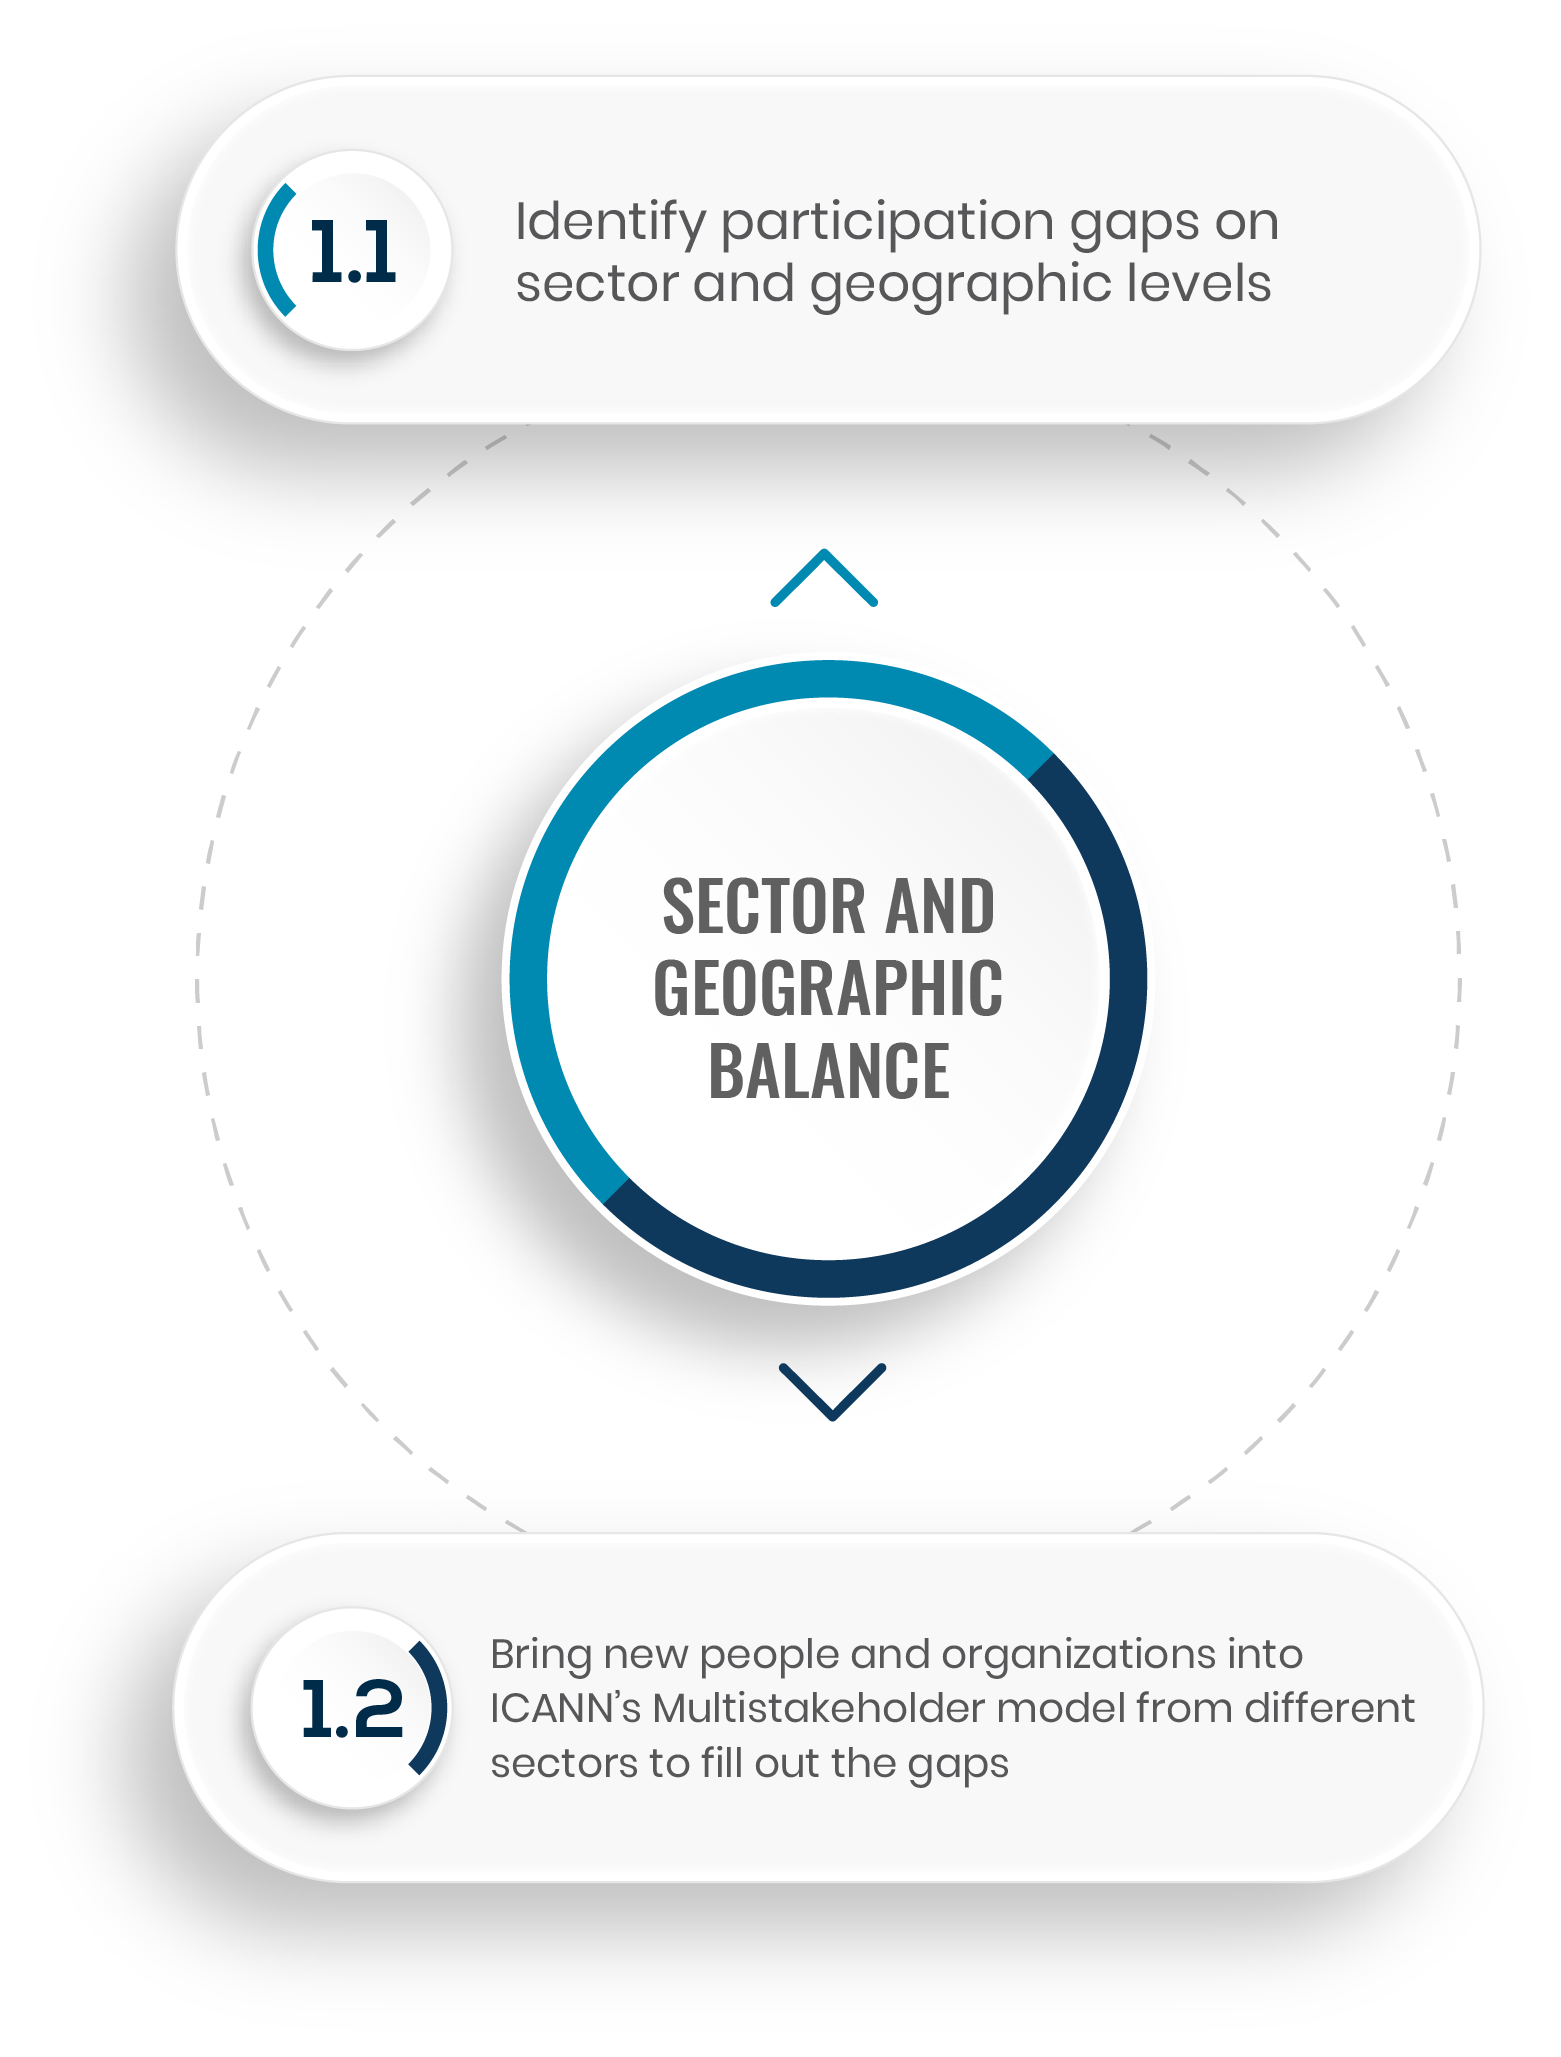 1.1
Identify participation gaps on
sector and geographic levels
SECTOR AND
GEOGRAPHIC
BALANCE
1.2
Bring new people and organizations into
ICANN’s Multistakeholder model from different
sectors to fill out the gaps